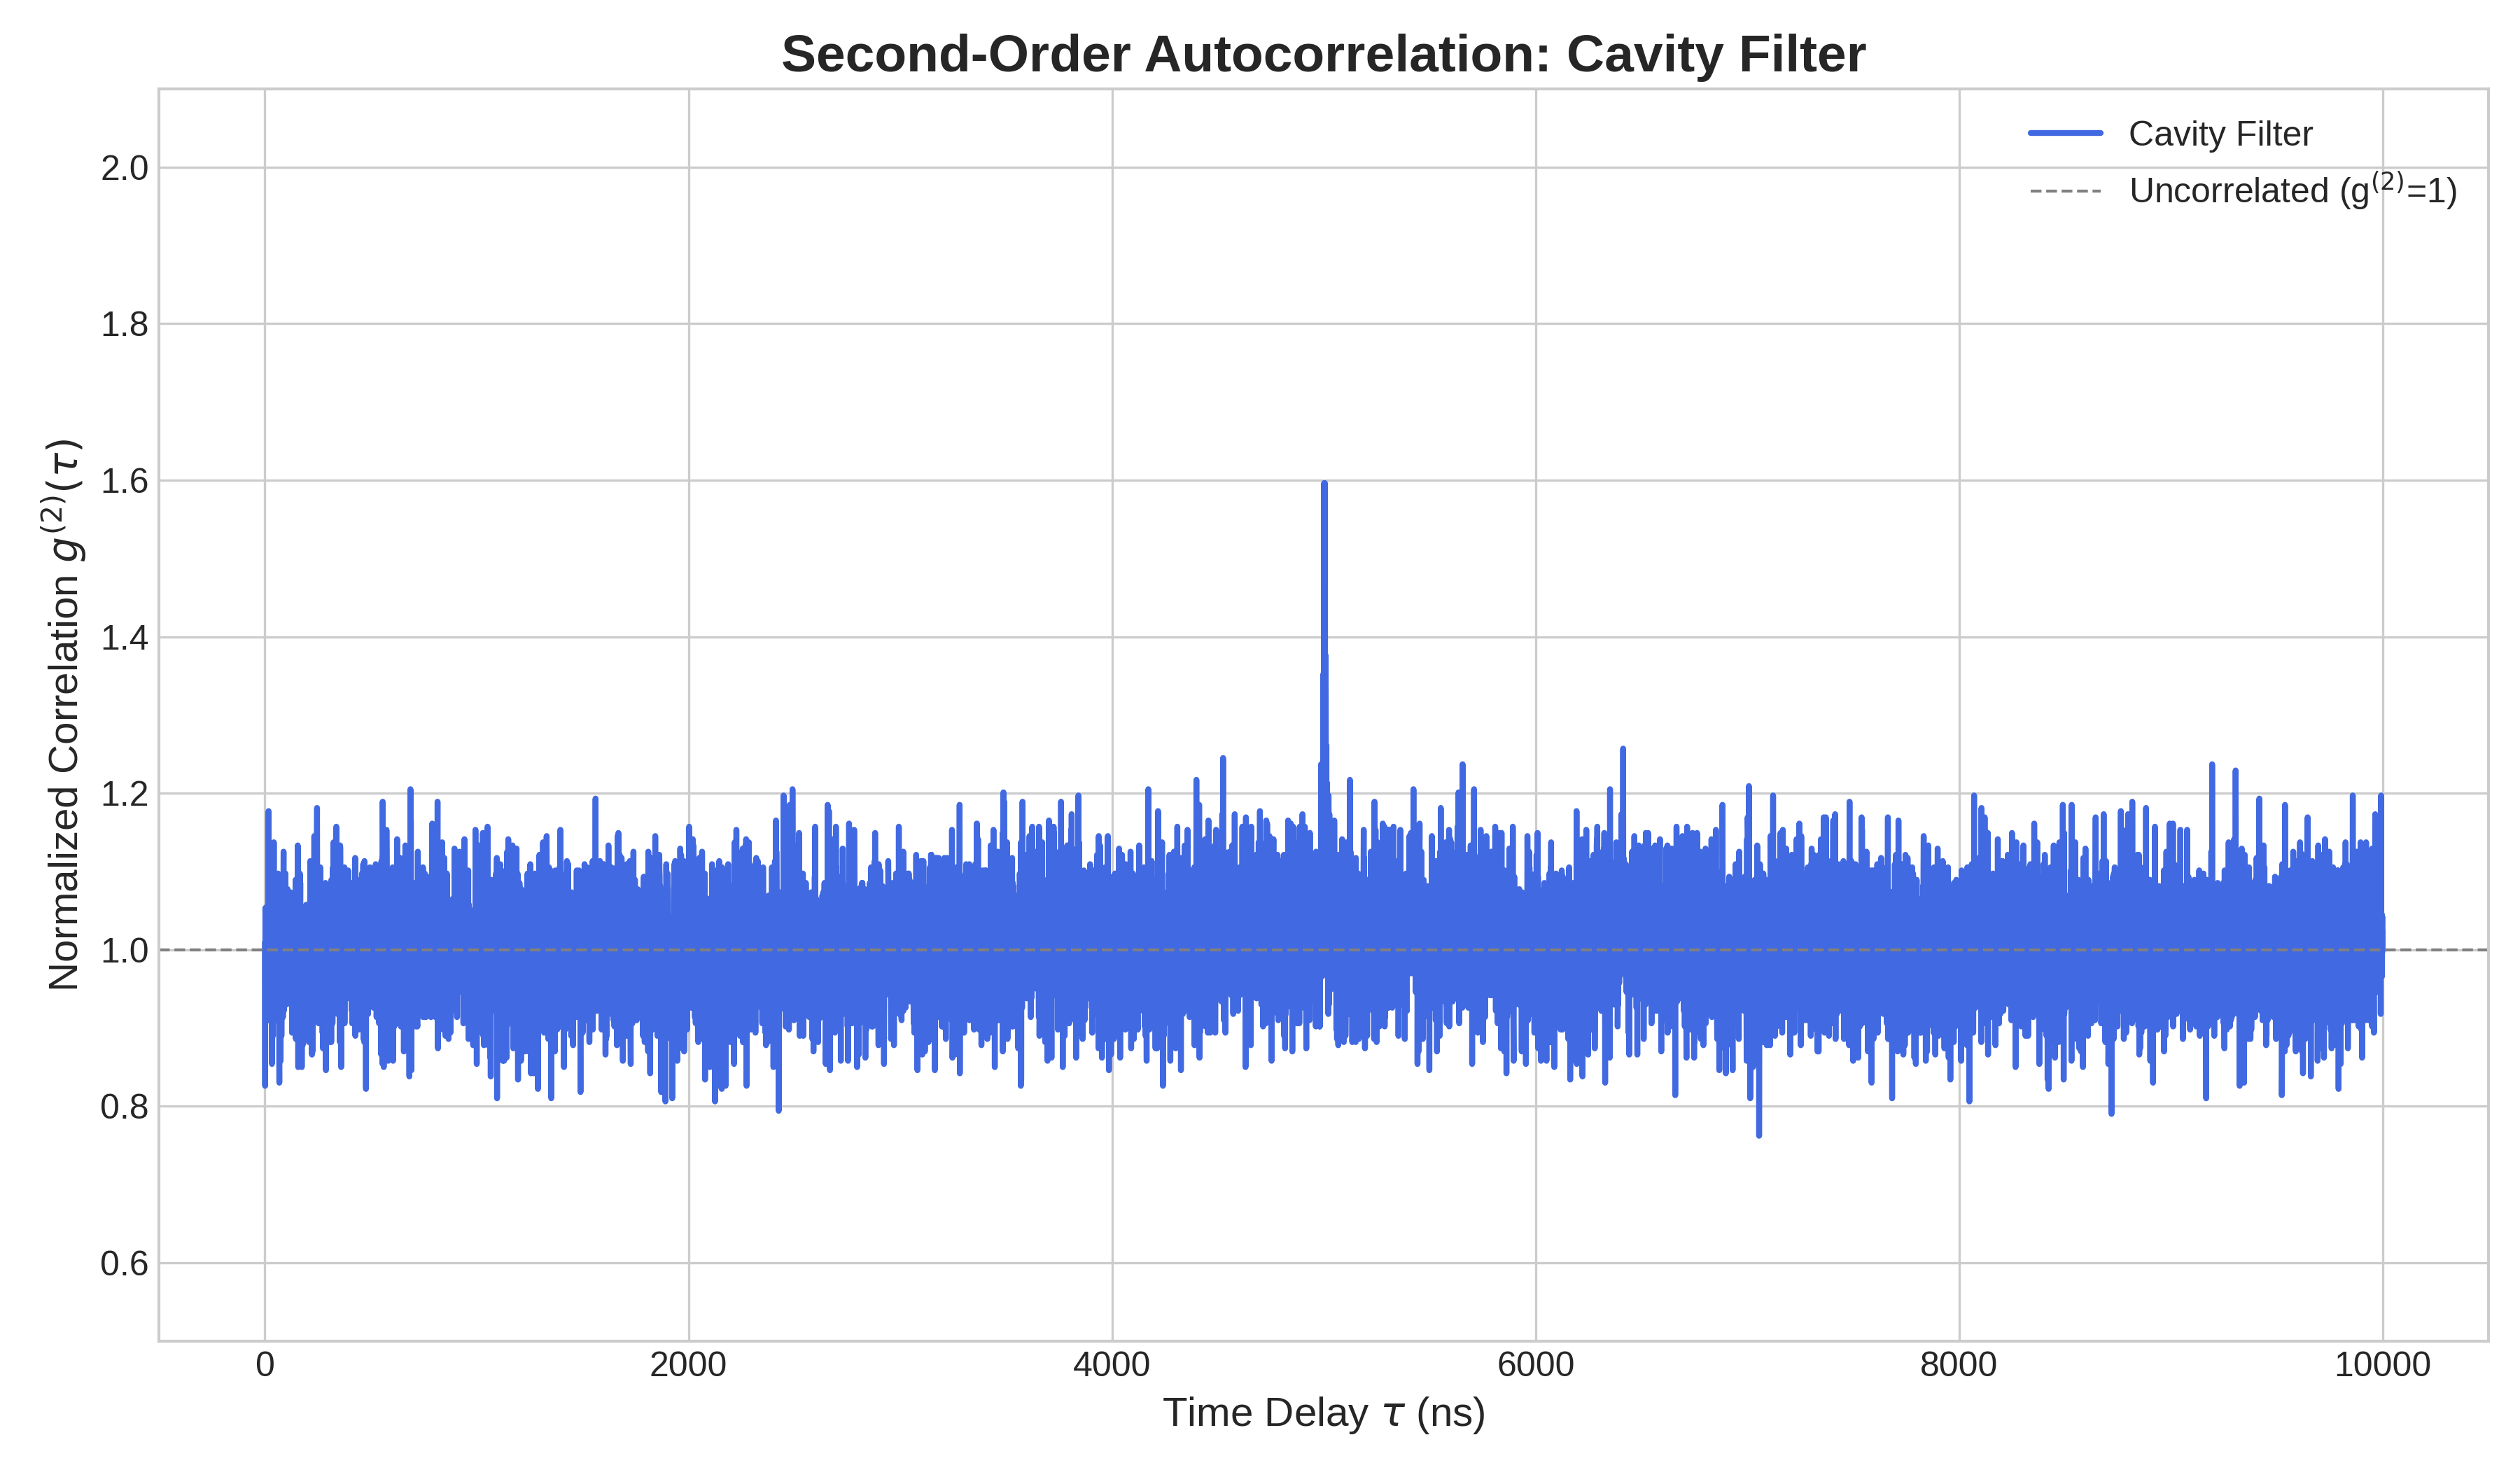 Second-Order Autocorrelation: Cavity Filter
Cavity Filter
Uncorrelated (g⁽²⁾=1)
Normalized Correlation g⁽²⁾(τ)
2.0
1.8
1.6
1.4
1.2
1.0
0.8
0.6
0 2000 4000 6000 8000 10000
Time Delay τ (ns)